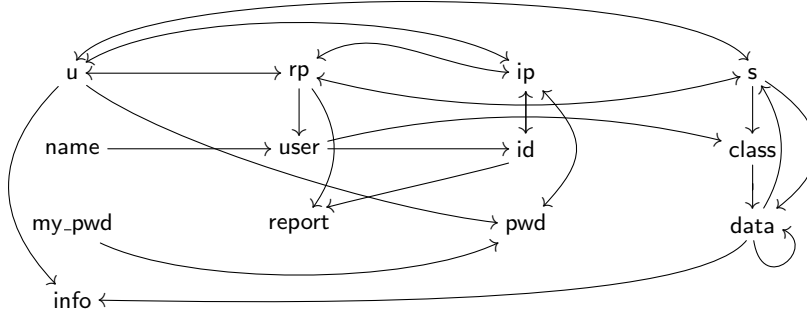 u rp ip s
name user id class
my_pwd report pwd data
info